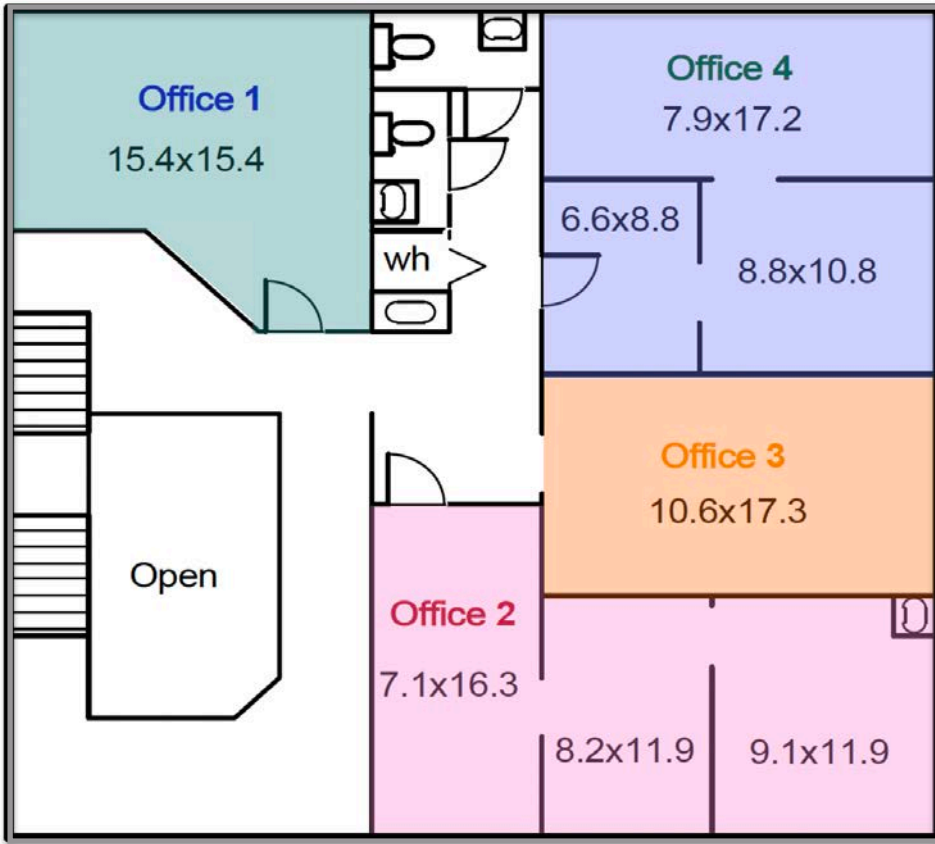 Office 1
15.4x15.4
wh
Open
Office 4
7.9x17.2
6.6x8.8
8.8x10.8
Office 3
10.6x17.3
Office 2
7.1x16.3
8.2x11.9
9.1x11.9